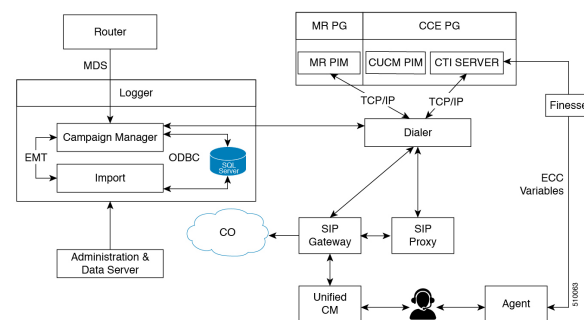 Router
MDS
Logger
Campaign Manager
EMT
ODBC
SQL
Server
Import
Administration &
Data Server
MR PG
CCE PG
MR PIM
CUCM PIM
CTI SERVER
TCP/IP
TCP/IP
Finesse
Dialer
ECC
Variables
CO
SIP
Gateway
SIP
Proxy
Unified
CM
Agent
510063